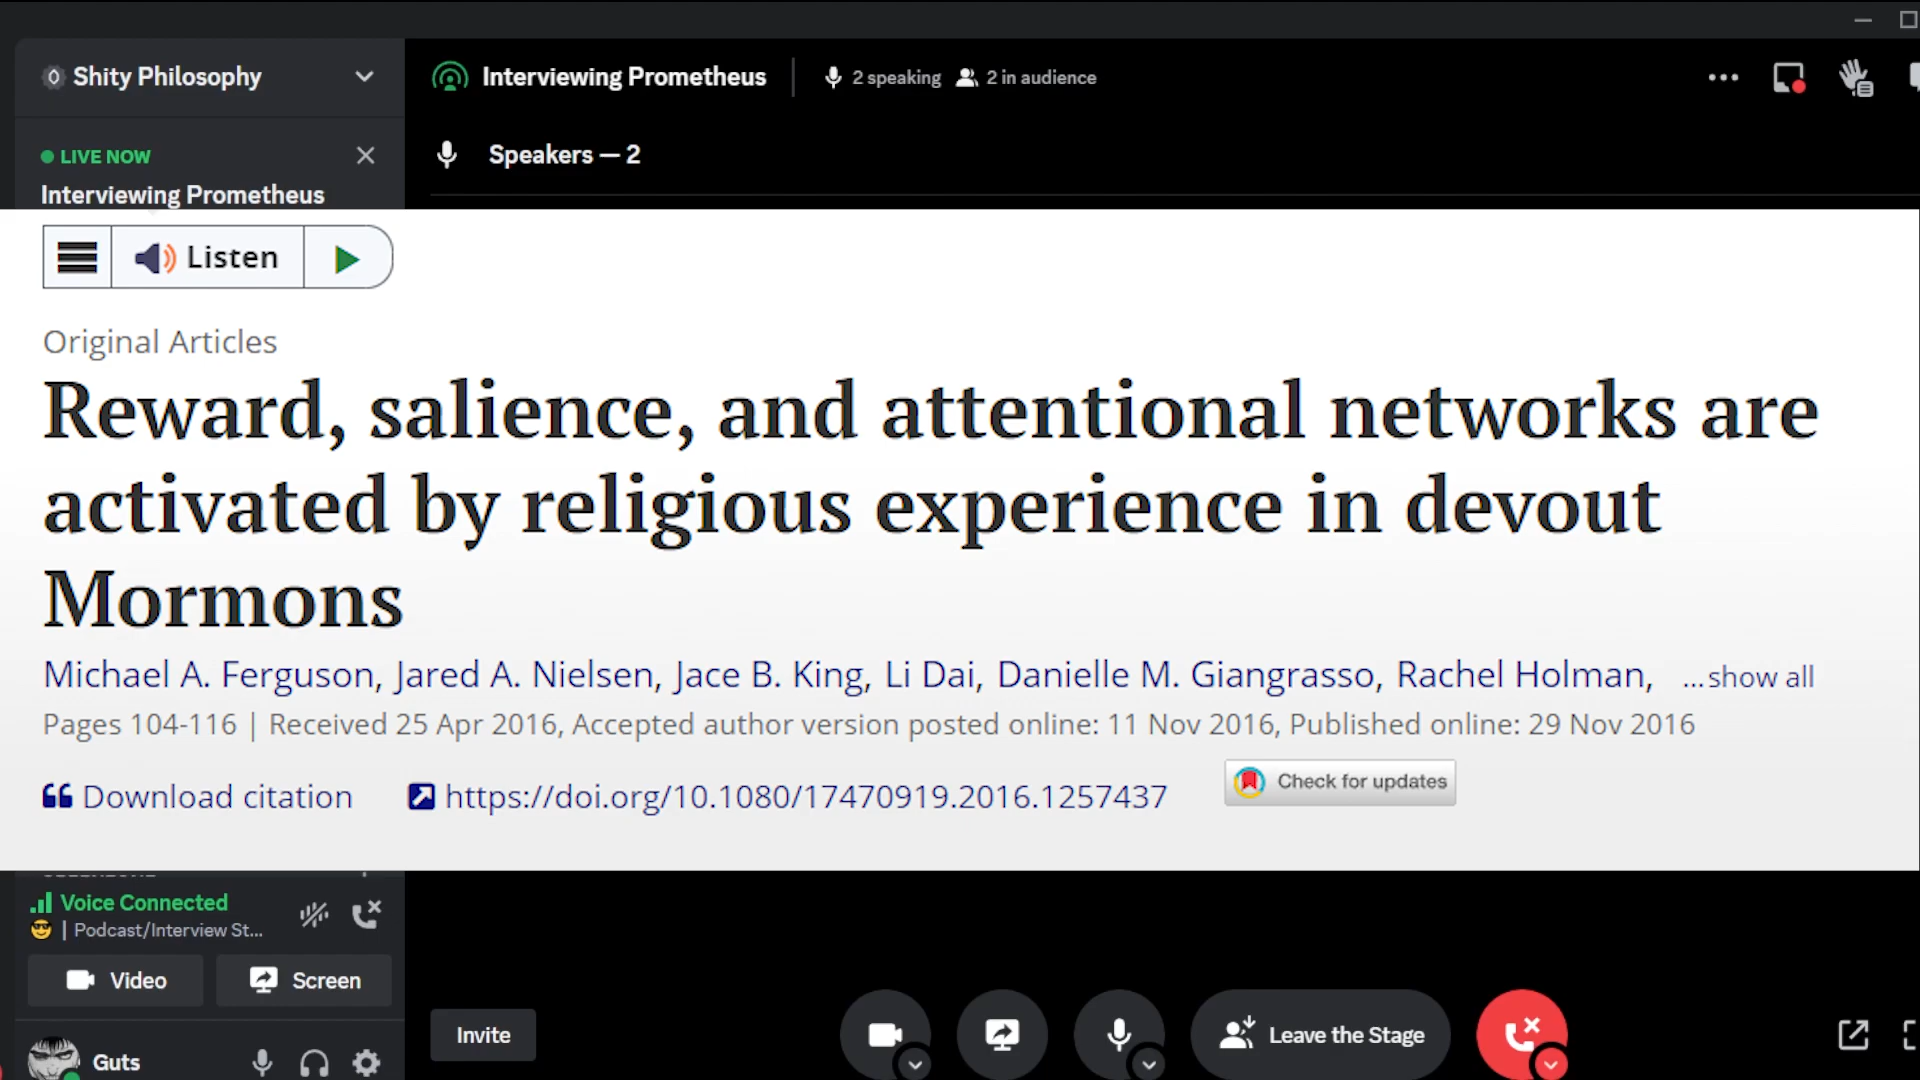 Shity Philosophy
Interviewing Prometheus
2 speaking
2 in audience
LIVE NOW
Interviewing Prometheus
Speakers — 2
Listen
Original Articles
Reward, salience, and attentional networks are
activated by religious experience in devout
Mormons
Michael A. Ferguson, Jared A. Nielsen, Jace B. King, Li Dai, Danielle M. Giangrasso, Rachel Holman, ...show all
Pages 104-116 | Received 25 Apr 2016, Accepted author version posted online: 11 Nov 2016, Published online: 29 Nov 2016
Download citation
https://doi.org/10.1080/17470919.2016.1257437
Check for updates
Voice Connected
| Podcast/Interview St...
Video
Screen
Invite
Leave the Stage
Guts